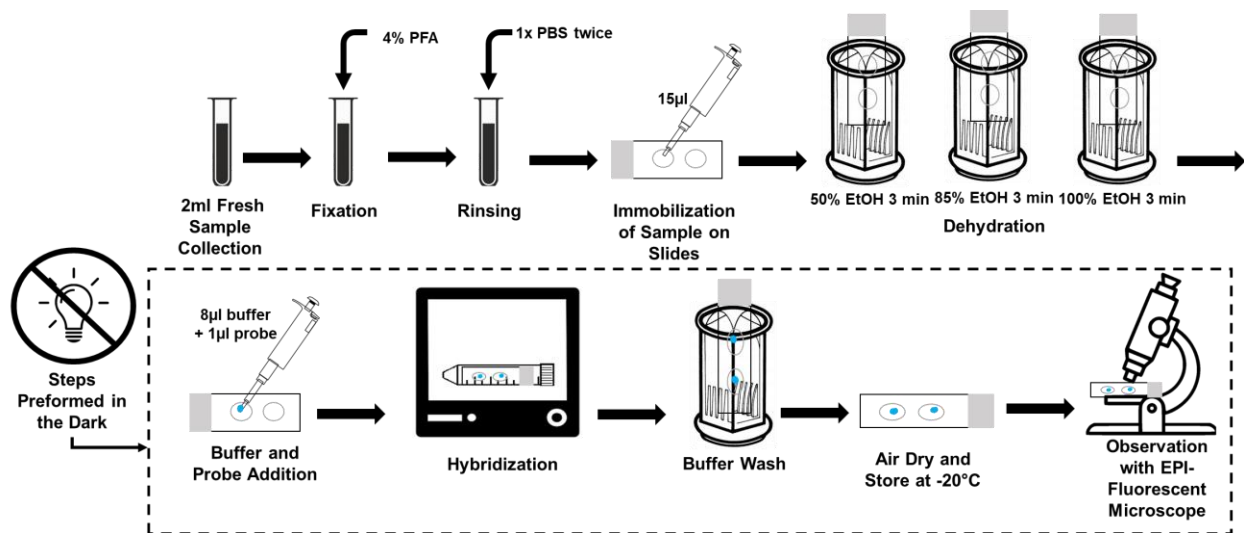 4% PFA
1x PBS twice
15µl
2ml Fresh
Sample
Collection
Fixation
Rinsing
Immobilization
of Sample on
Slides
50% EtOH 3 min
85% EtOH 3 min
100% EtOH 3 min
Dehydration
Steps
Preformed in
the Dark
8µl buffer
+ 1µl probe
Buffer and
Probe Addition
Hybridization
Buffer Wash
Air Dry and
Store at -20°C
Observation
with EPI-
Fluorescent
Microscope